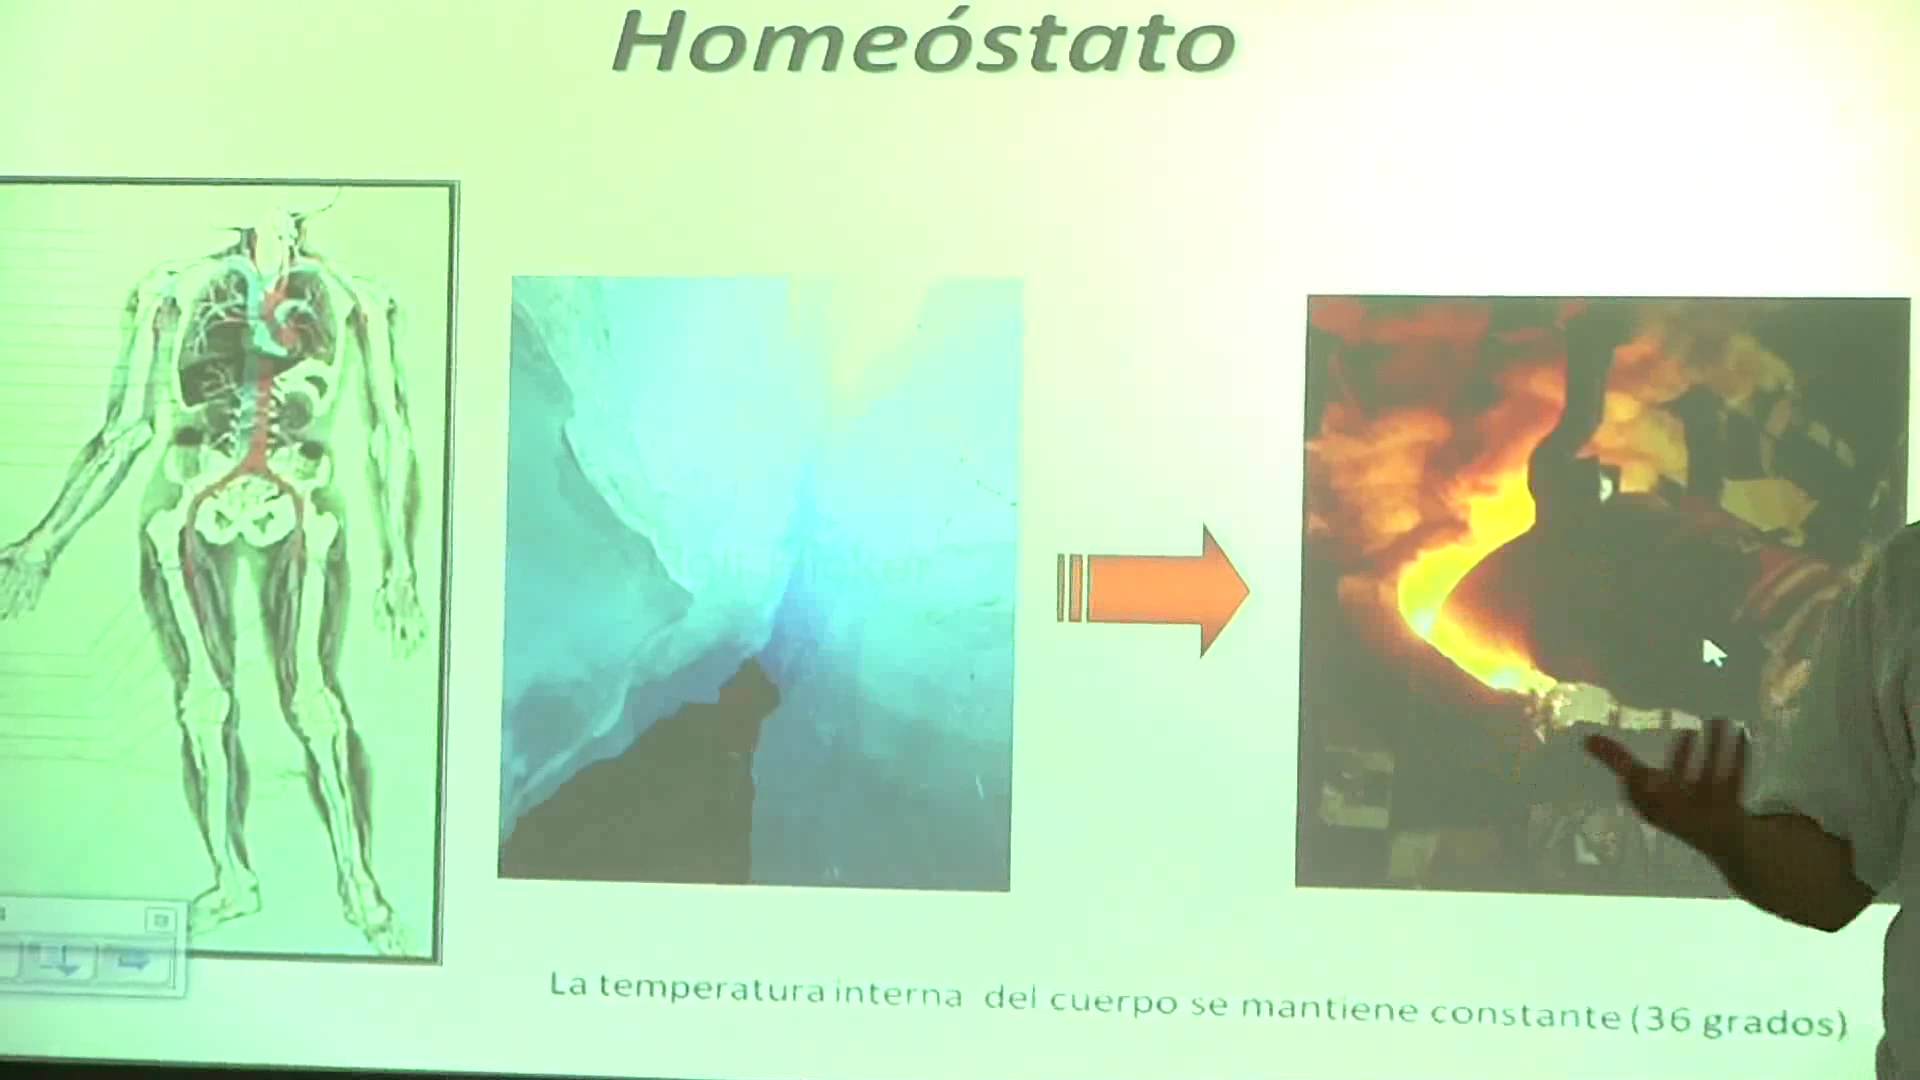 Homeóstato
La temperatura interna del cuerpo se mantiene constante (36 grados)